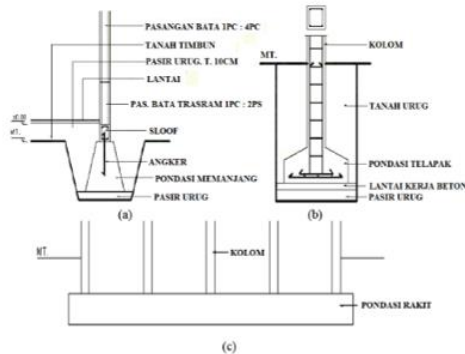 PASANGAN BATA 1PC : 4PC
TANAH TIMBUN
PASIR URUG. T. 10CM
LANTAI
PAS. BATA TRASRAM 1PC : 2PS
SLOOF
ANGKER
PONDASI MEMANJANG
PASIR URUG
MT.
(a)
MT.
KOLOM
TANAH URUG
PONDASI TELAPAK
LANTAI KERJA BETON
PASIR URUG
(b)
MT.
KOLOM
PONDASI RAKIT
(c)